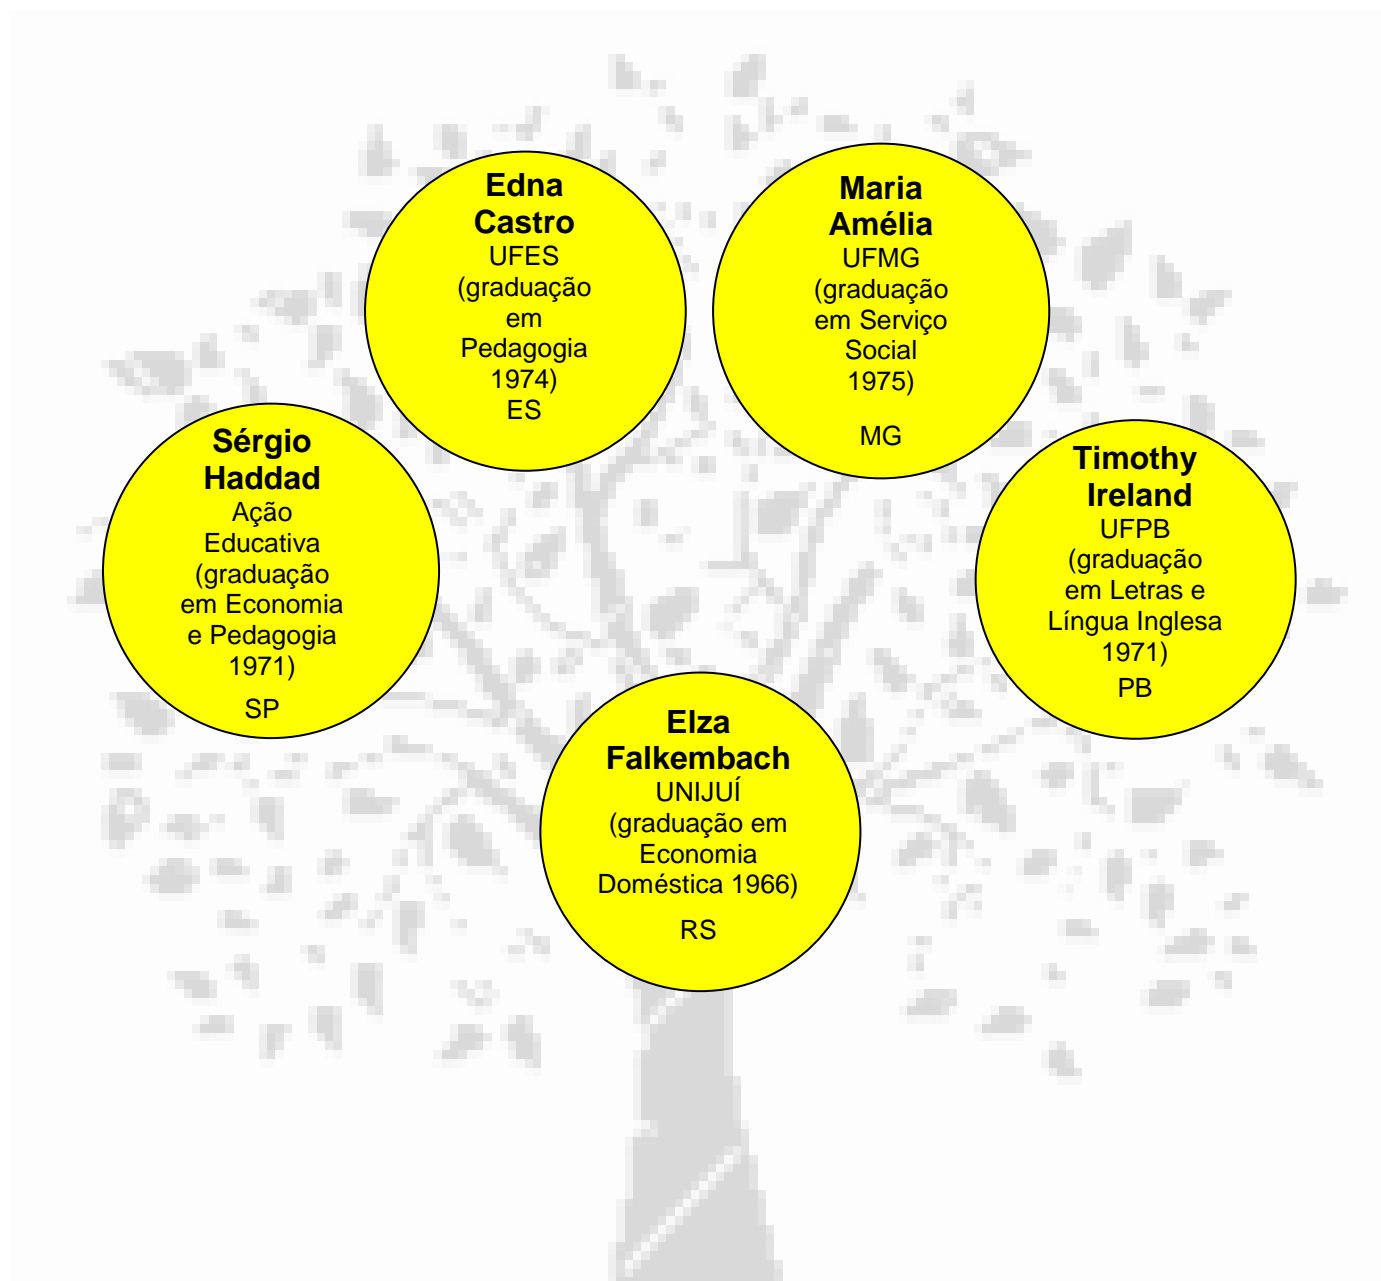 Edna
Castro
UFES
(graduação
em
Pedagogia
1974)
ES
Maria
Amélia
UFMG
(graduação
em Serviço
Social
1975)
MG
Sérgio
Haddad
Ação
Educativa
(graduação
em Economia
e Pedagogia
1971)
SP
Timothy
Ireland
UFPB
(graduação
em Letras e
Língua Inglesa
1971)
PB
Elza
Falkembach
UNIJUÍ
(graduação em
Economia
Doméstica 1966)
RS